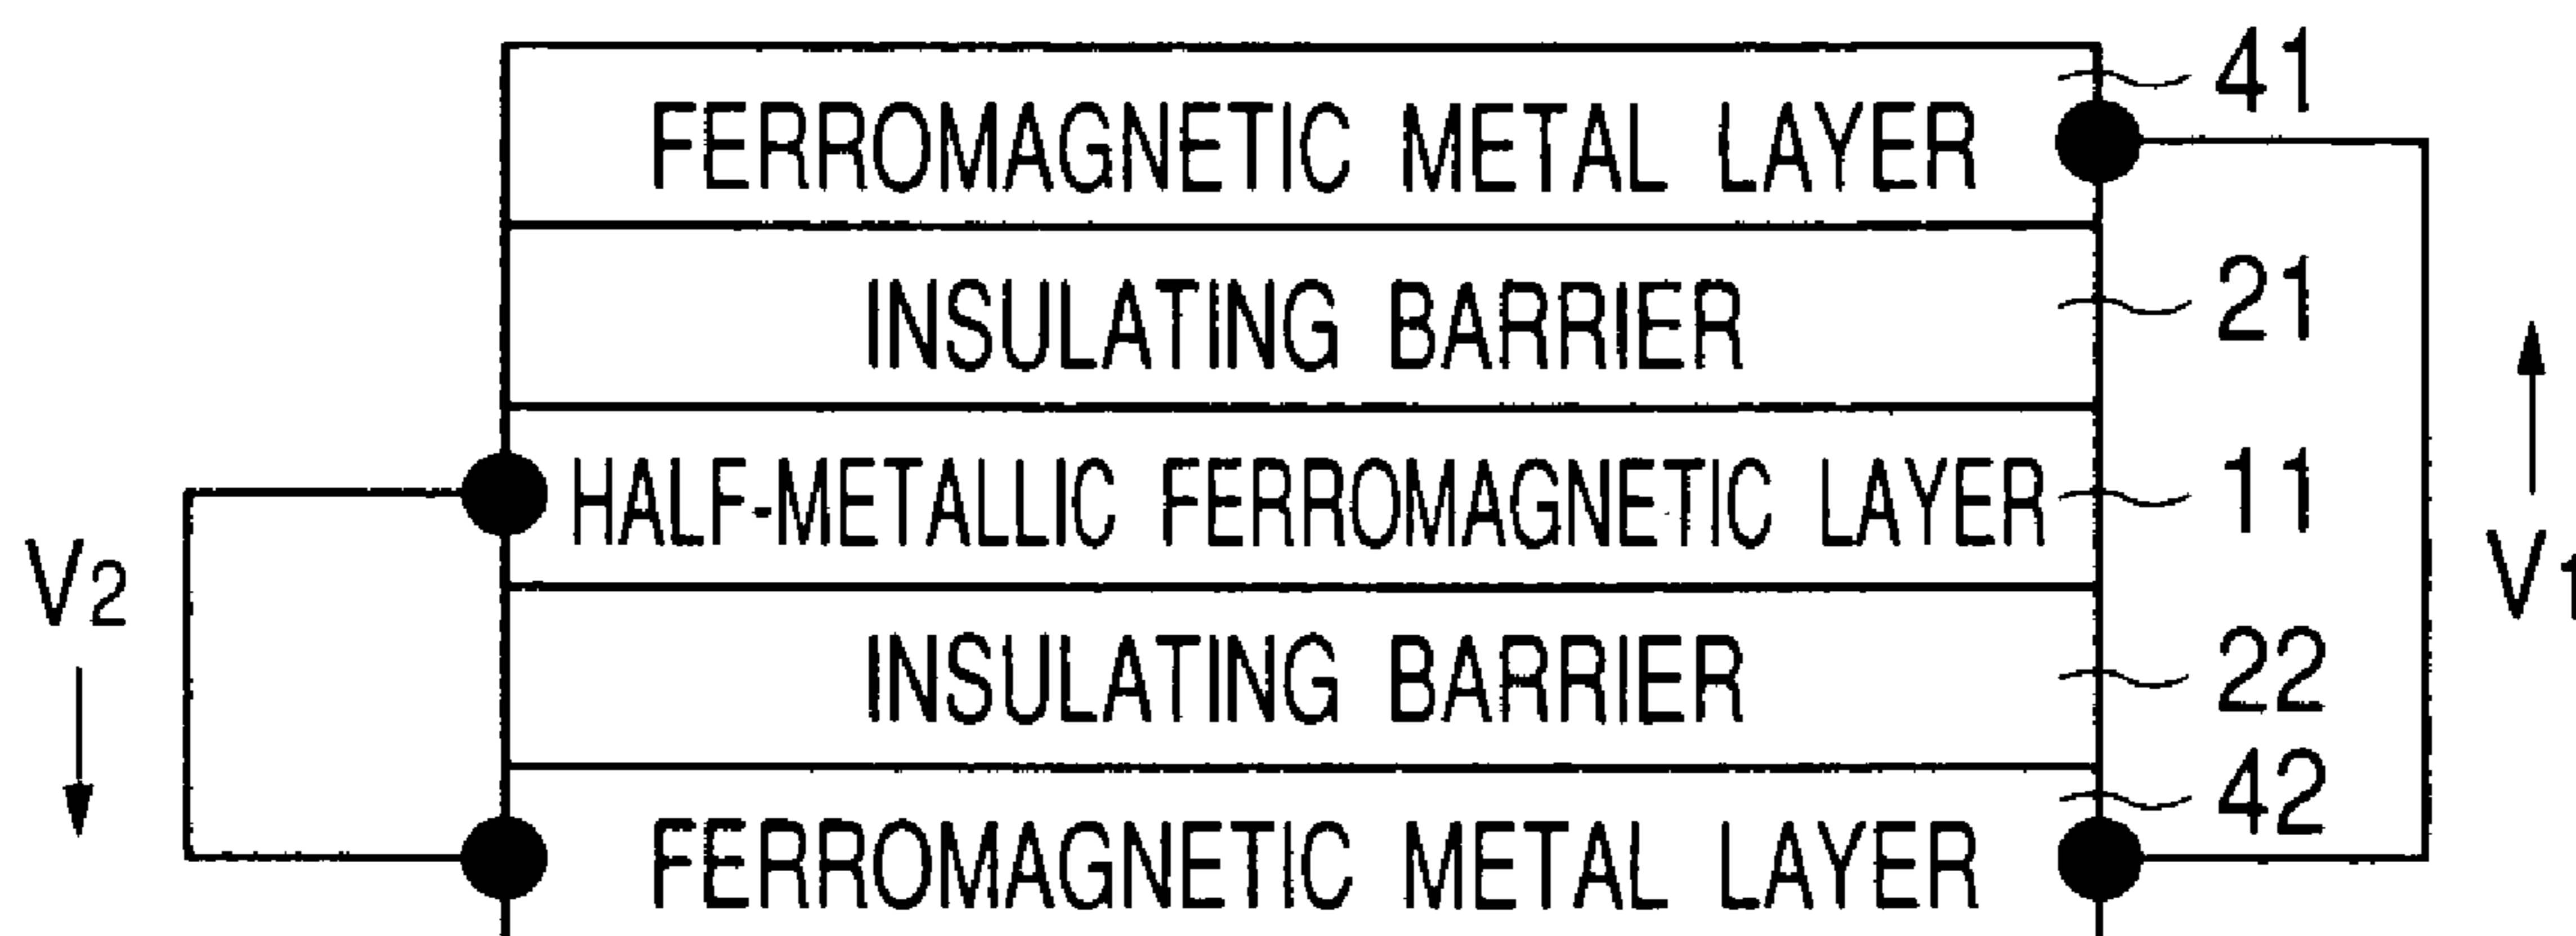 FERROMAGNETIC METAL LAYER 41
INSULATING BARRIER 21
HALF-METALLIC FERROMAGNETIC LAYER 11
V2
V1
INSULATING BARRIER 22
FERROMAGNETIC METAL LAYER 42